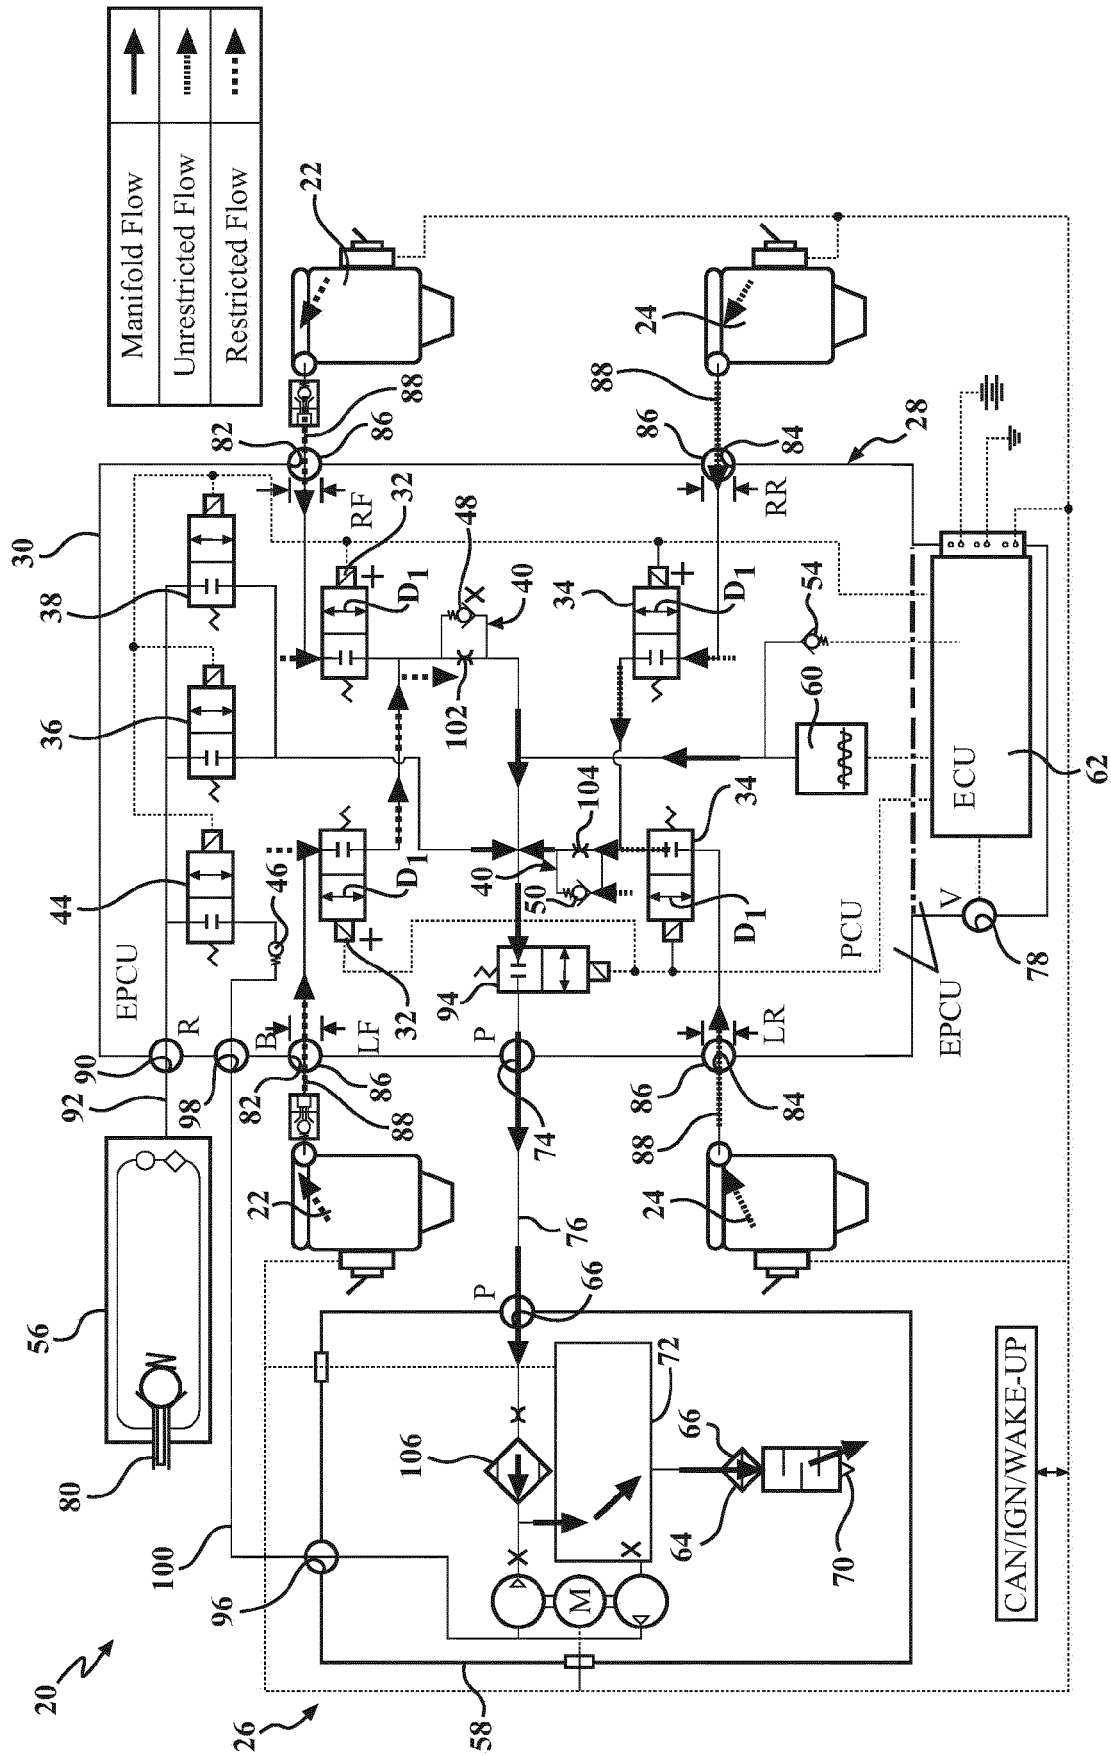 20
56
30
44
36
38
80
92
90
EPCU
Manifold Flow
100
98
R
Unrestricted Flow
96
82
Restricted Flow
26
22
82
B
46
22
LF
RF
86
86
88
32
D1
D1
32
88
106
94
102
48
58
P
74
P
40
40
M
66
76
50
104
34
24
88
86
86
88
24
72
66
LR
RR
64
D1
34
D1
84
84
70
60
54
PCU
28
EPCU
V
ECU
CAN/IGN/WAKE-UP
78
62